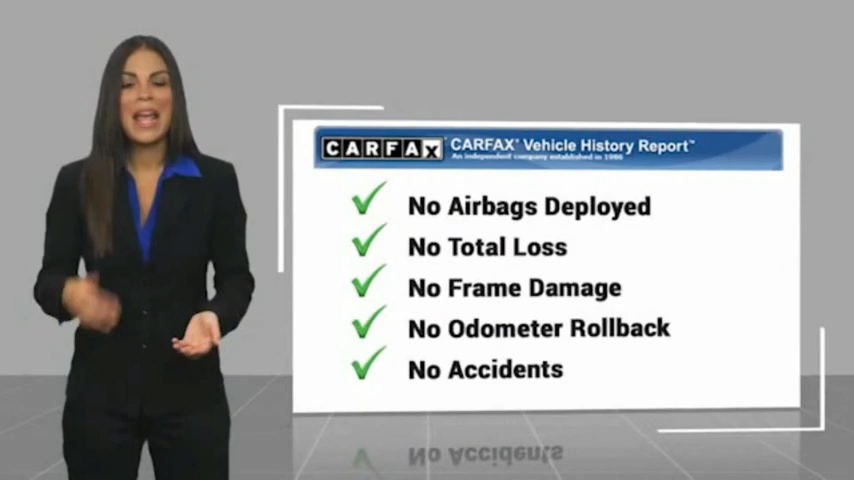 CARFAX CARFAX® Vehicle History Report™
An independent company established in 1986
No Airbags Deployed
No Total Loss
No Frame Damage
No Odometer Rollback
No Accidents
No Accidents